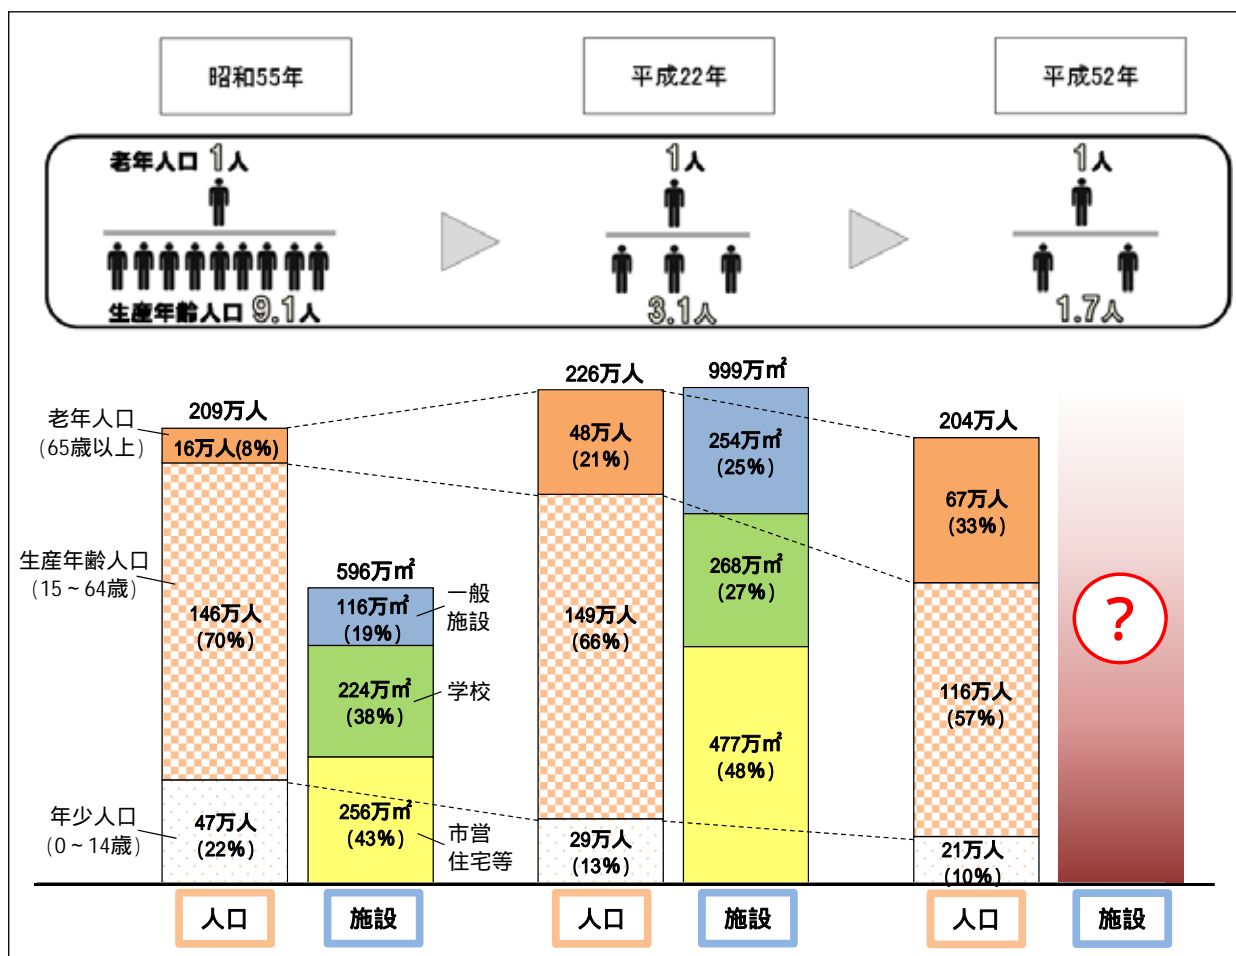 昭和55年
平成22年
平成52年
老年人口 1人
1人
1人
生産年齢人口 9.1人
3.1人
1.7人
老年人口
(65歳以上)
生産年齢人口
(15~64歳)
年少人口
(0~14歳)
209万人
16万人(8%)
146万人
(70%)
47万人
(22%)
596万㎡
116万㎡
(19%)
224万㎡
(38%)
256万㎡
(43%)
一般
施設
学校
市営
住宅等
226万人
48万人
(21%)
149万人
(66%)
29万人
(13%)
999万㎡
254万㎡
(25%)
268万㎡
(27%)
477万㎡
(48%)
204万人
67万人
(33%)
116万人
(57%)
21万人
(10%)
?
人口
施設
人口
施設
人口
施設